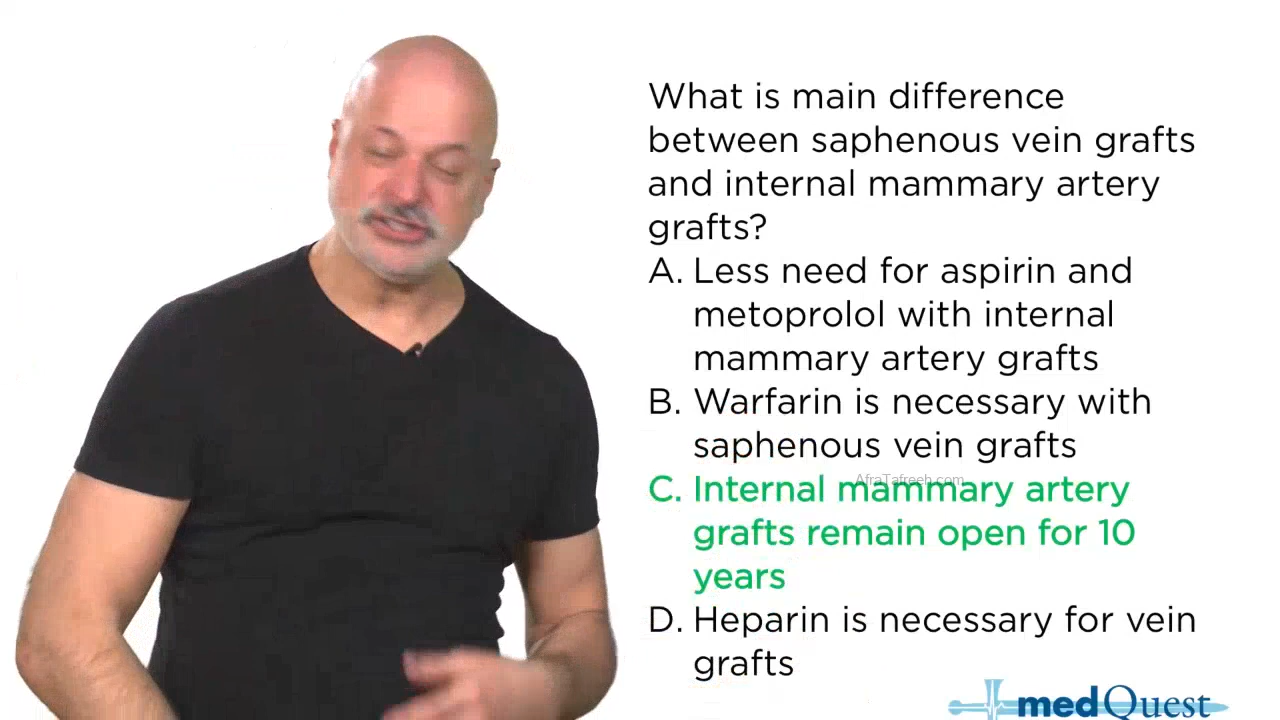 What is main difference
between saphenous vein grafts
and internal mammary artery
grafts?
A. Less need for aspirin and
metoprolol with internal
mammary artery grafts
B. Warfarin is necessary with
saphenous vein grafts
AfraTafreeh.com
C. Internal mammary artery
grafts remain open for 10
years
D. Heparin is necessary for vein
grafts
medQuest